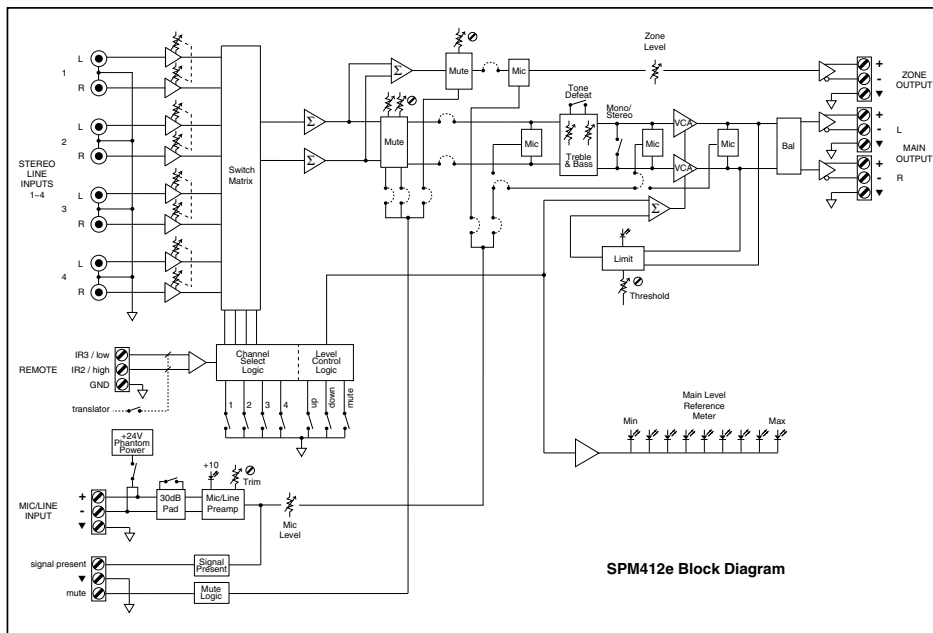 L
1
R
L
2
R
STEREO
LINE
INPUTS
1~4
L
3
R
L
4
R
Switch
Matrix
Σ
Σ
Σ
Mute
Mute
Mic
Zone
Level
+
-
▼
ZONE
OUTPUT
Tone
Defeat
Treble
& Bass
Mono/
Stereo
Mic
Mic
VCA
VCA
Mic
Bal
+
-
▼
L
MAIN
OUTPUT
+
-
▼
R
Σ
Limit
Threshold
REMOTE
IR3 / low
IR2 / high
GND
translator
Channel
Select
Logic
Level
Control
Logic
1
2
3
4
up
down
mute
Main Level
Reference
Meter
Min
Max
+24V
Phantom
Power
MIC/LINE
INPUT
+
-
▼
30dB
Pad
+10
Mic/Line
Preamp
Trim
Mic
Level
signal present
▼
mute
Signal
Present
Mute
Logic
SPM412e Block Diagram